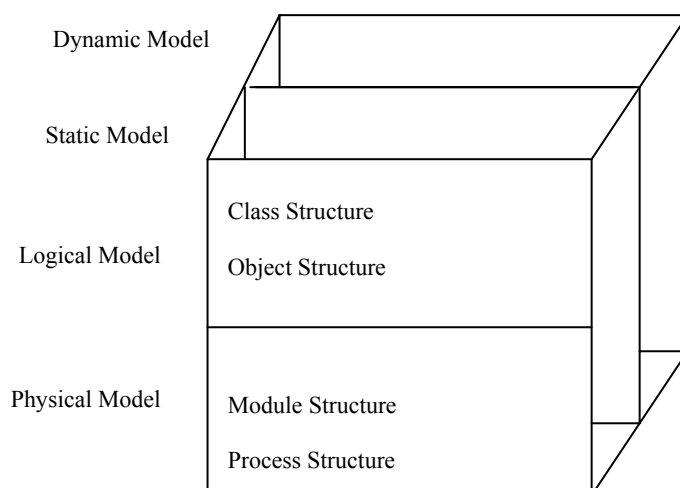 Dynamic Model
Static Model
Class Structure
Logical Model
Object Structure
Physical Model
Module Structure
Process Structure